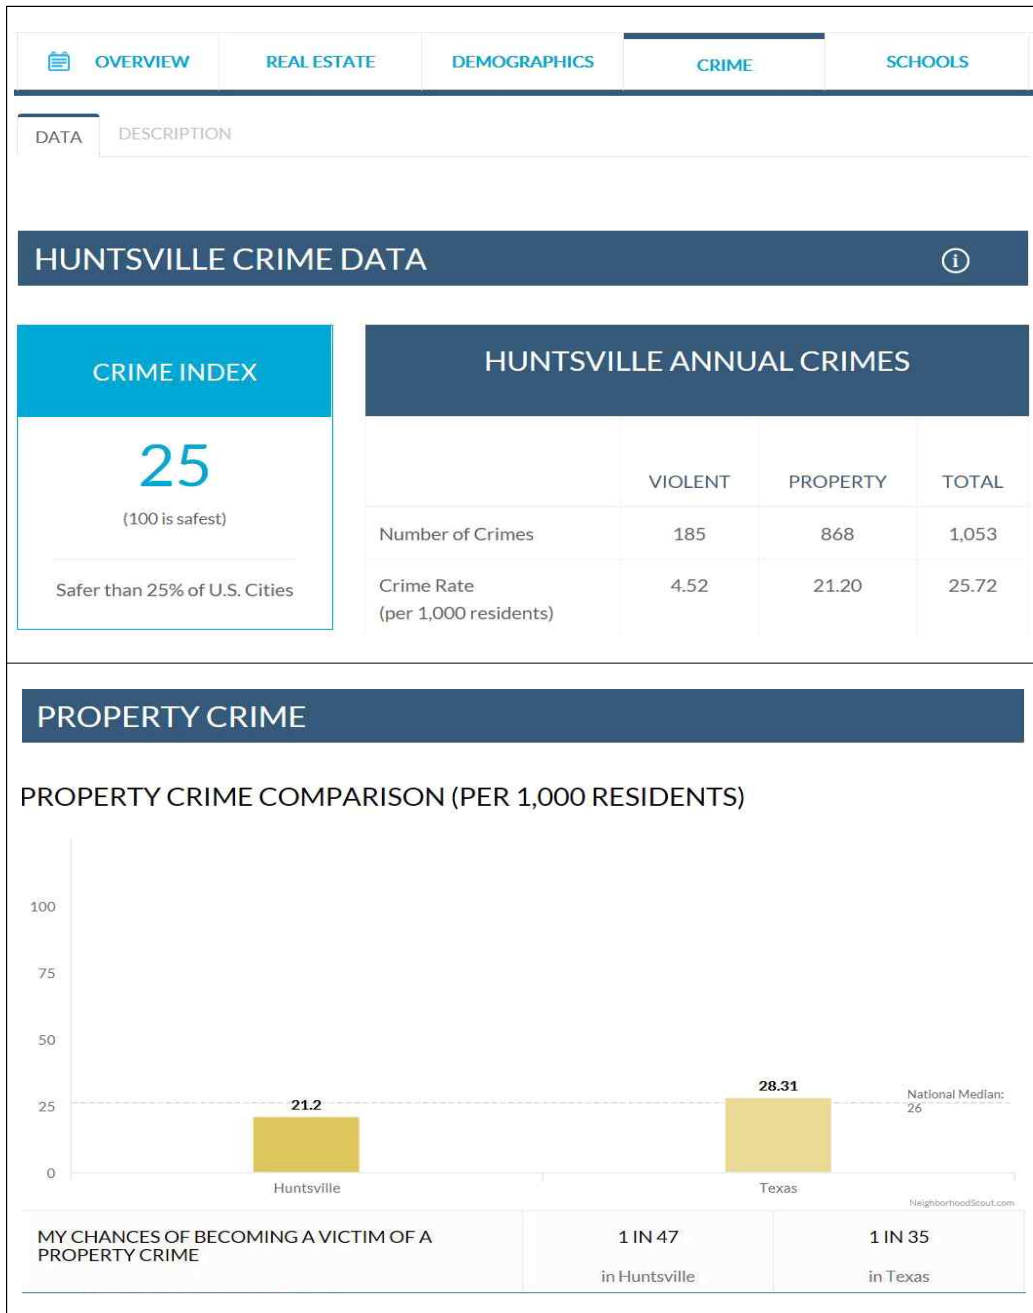 OVERVIEW REAL ESTATE DEMOGRAPHICS CRIME SCHOOLS
DATA DESCRIPTION
HUNTSVILLE CRIME DATA
CRIME INDEX
25
(100 is safest)
Safer than 25% of U.S. Cities
HUNTSVILLE ANNUAL CRIMES
VIOLENT PROPERTY TOTAL
Number of Crimes 185 868 1,053
Crime Rate 4.52 21.20 25.72
(per 1,000 residents)
PROPERTY CRIME
PROPERTY CRIME COMPARISON (PER 1,000 RESIDENTS)
100
75
50
25
0
21.2
28.31
National Median:
26
Huntsville Texas
NeighborhoodScout.com
MY CHANCES OF BECOMING A VICTIM OF A
PROPERTY CRIME
1 IN 47
in Huntsville
1 IN 35
in Texas